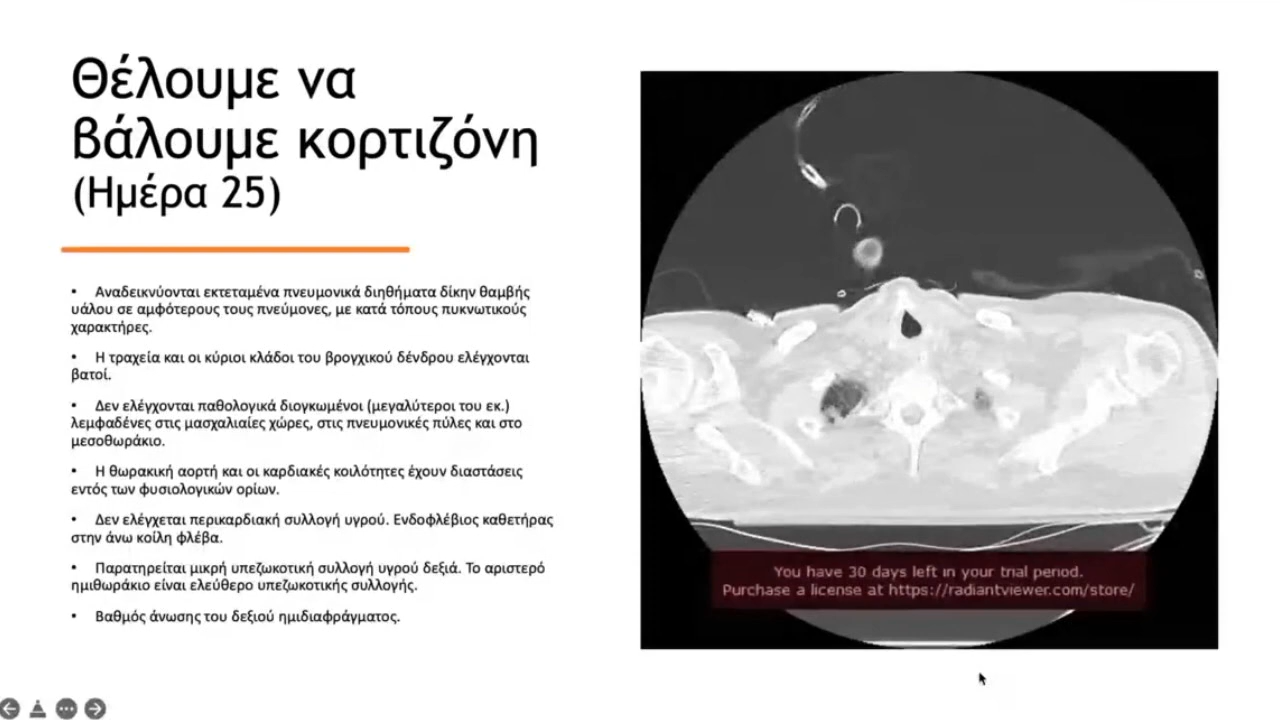 Θέλουμε να
βάλουμε κορτιζόνη
(Ημέρα 25)
• Αναδεικνύονται εκτεταμένα πνευμονικά διηθήματα δίκην θαμβής
υάλου σε αμφότερους τους πνεύμονες, με κατά τόπους πυκνωτικούς
χαρακτήρες.
• Η τραχεία και οι κύριοι κλάδοι του βρογχικού δένδρου ελέγχονται
βατοί.
• Δεν ελέγχονται παθολογικά διογκωμένοι (μεγαλύτεροι του εκ.)
λεμφαδένες στις μασχαλιαίες χώρες, στις πνευμονικές πύλες και στο
μεσοθωράκιο.
• Η θωρακική αορτή και οι καρδιακές κοιλότητες έχουν διαστάσεις
εντός των φυσιολογικών ορίων.
• Δεν ελέγχεται περικαρδιακή συλλογή υγρού. Ενδοφλέβιος καθετήρας
στην άνω κοίλη φλέβα.
• Παρατηρείται μικρή υπεζωκοτική συλλογή υγρού δεξιά. Το αριστερό
ημιθωράκιο είναι ελεύθερο υπεζωκοτικής συλλογής.
• Βαθμός άνωσης του δεξιού ημιδιαφράγματος.
You have 30 days left in your trial period.
Purchase a license at https://radiantviewer.com/store/